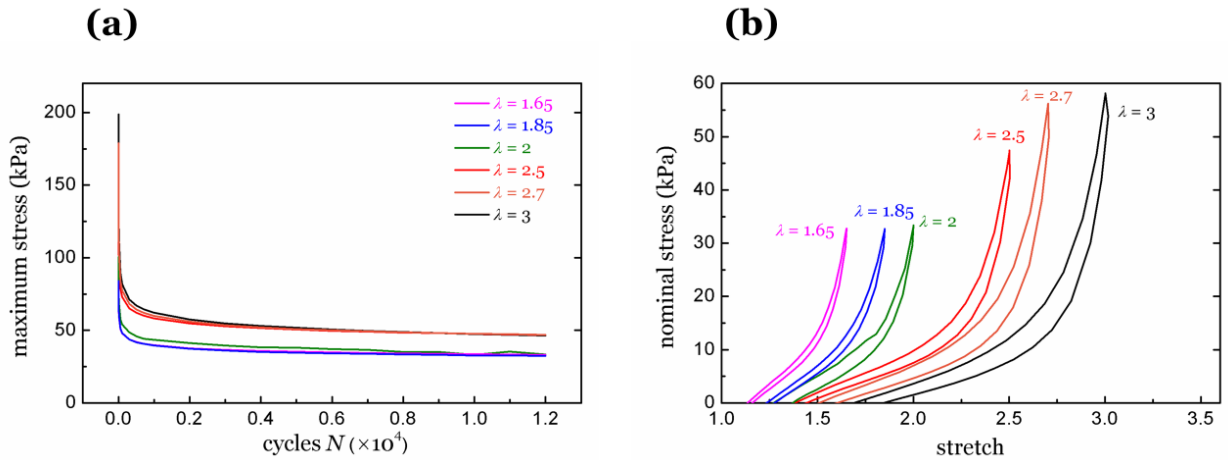 (a)
maximum stress (kPa)
200
150
100
50
0
λ = 1.65
λ = 1.85
λ = 2
λ = 2.5
λ = 2.7
λ = 3
0.0 0.2 0.4 0.6 0.8 1.0 1.2
cycles N (×10⁴)
(b)
nominal stress (kPa)
60
50
40
30
20
10
0
λ = 1.65
λ = 1.85
λ = 2
λ = 2.5
λ = 2.7
λ = 3
1.0 1.5 2.0 2.5 3.0 3.5
stretch